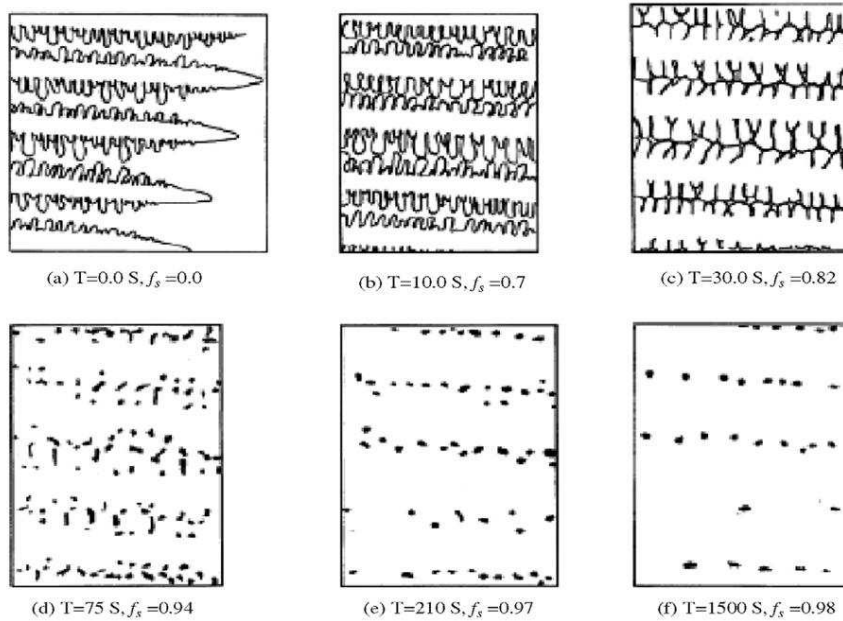 (a) T=0.0 S, fₛ =0.0
(b) T=10.0 S, fₛ =0.7
(c) T=30.0 S, fₛ =0.82
(d) T=75 S, fₛ =0.94
(e) T=210 S, fₛ =0.97
(f) T=1500 S, fₛ =0.98